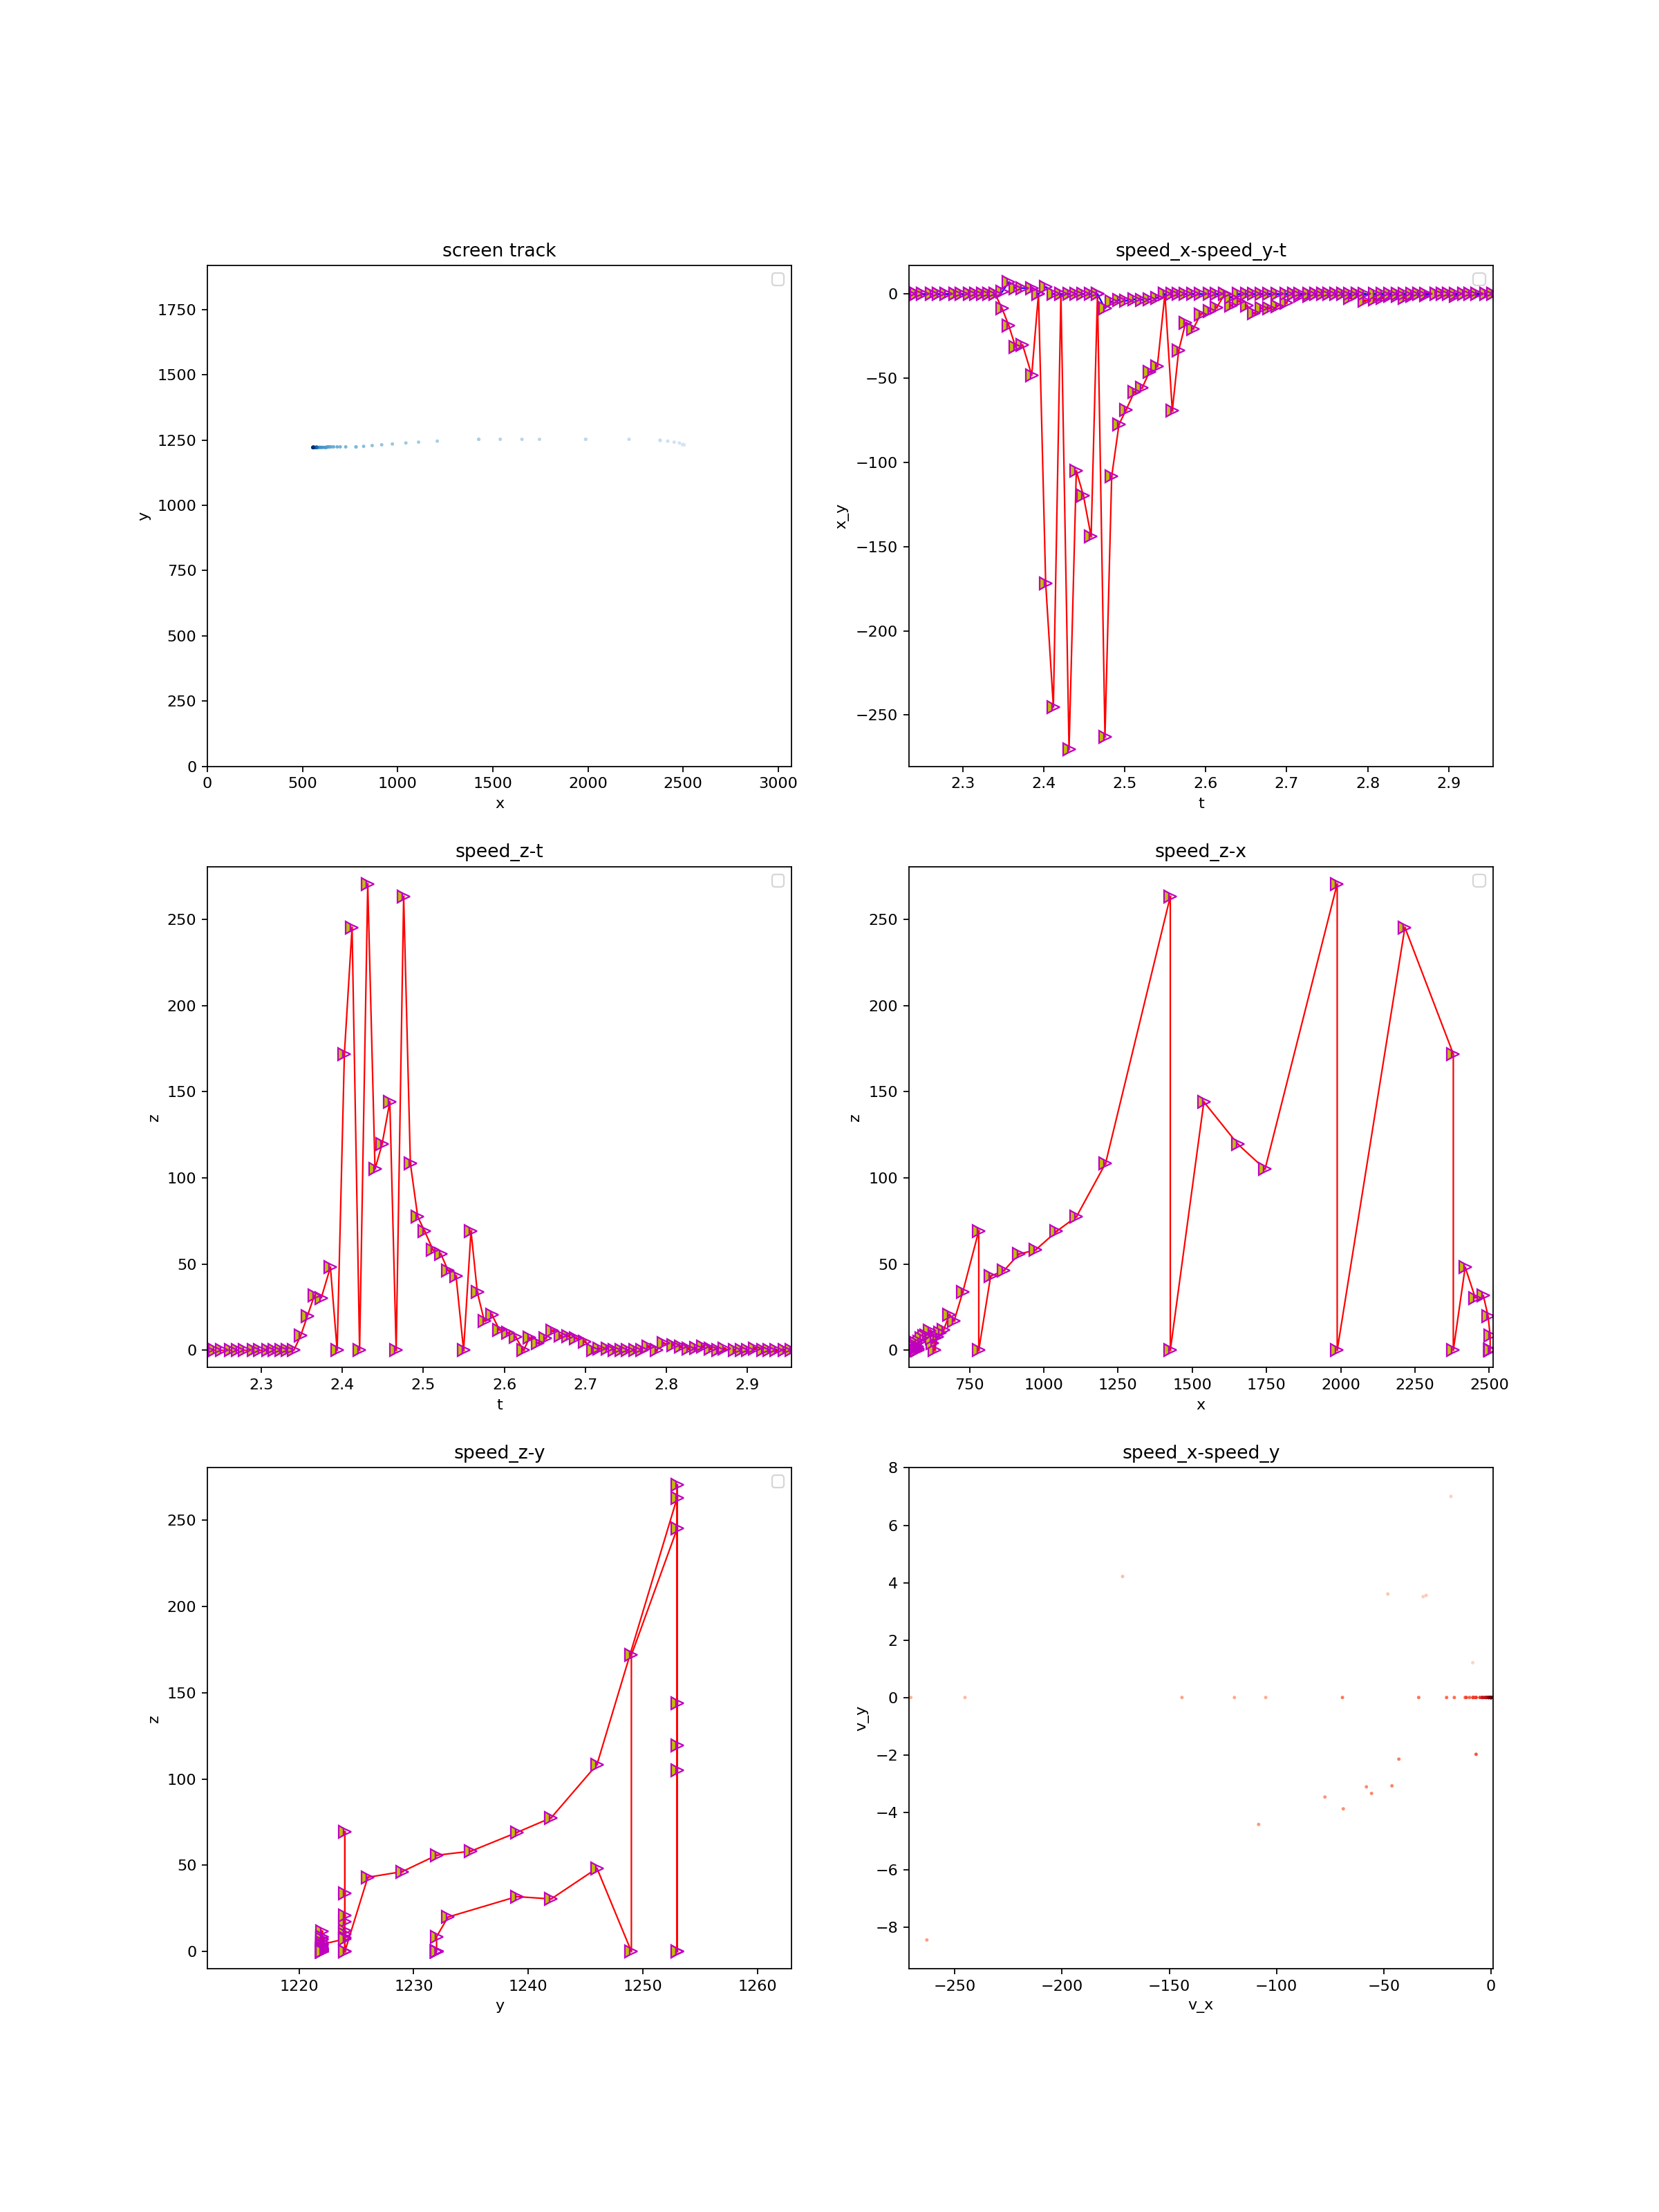 screen track
1750
1500
1250
1000
750
500
250
0
y
0 500 1000 1500 2000 2500 3000
x
speed_x-speed_y-t
0
−50
−100
−150
−200
−250
x_y
2.3 2.4 2.5 2.6 2.7 2.8 2.9
t
speed_z-t
250
200
150
100
50
0
z
2.3 2.4 2.5 2.6 2.7 2.8 2.9
t
speed_z-x
250
200
150
100
50
0
z
750 1000 1250 1500 1750 2000 2250 2500
x
speed_z-y
250
200
150
100
50
0
z
1220 1230 1240 1250 1260
y
speed_x-speed_y
8
6
4
2
0
−2
−4
−6
−8
v_y
−250 −200 −150 −100 −50 0
v_x